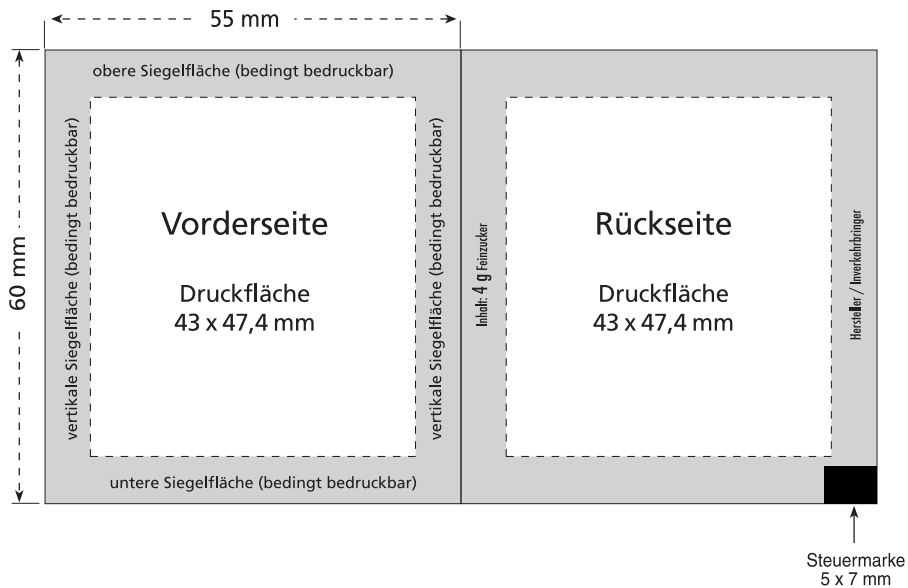 55 mm
60 mm
obere Siegelfläche (bedingt bedruckbar)
vertikale Siegelfläche (bedingt bedruckbar)
Vorderseite
Druckfläche
43 x 47,4 mm
vertikale Siegelfläche (bedingt bedruckbar)
untere Siegelfläche (bedingt bedruckbar)
Inhalt: 4 g Feinzucker
Rückseite
Druckfläche
43 x 47,4 mm
Hersteller / Inverkehrbringer
Steuermarke
5 x 7 mm